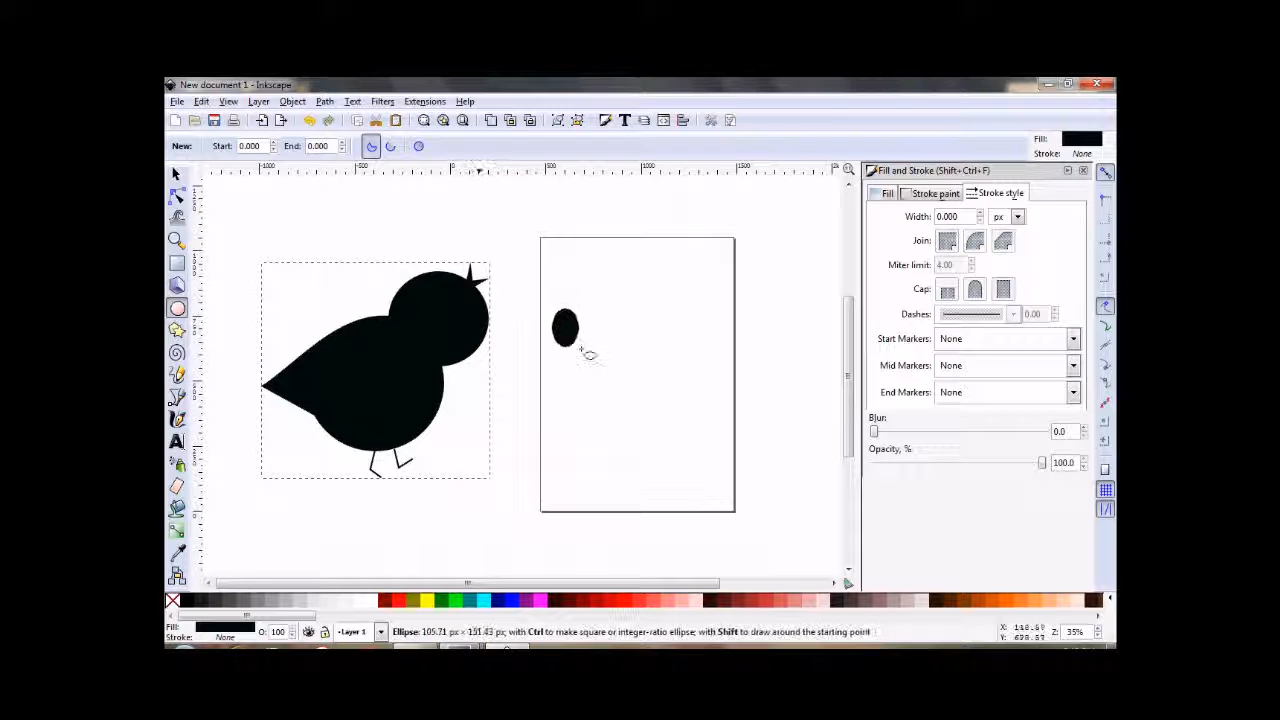 New document 1 - Inkscape
File Edit View Layer Object Path Text Filters Extensions Help
New: Start: 0.000 End: 0.000 Fill:
Stroke: None
Fill and Stroke (Shift+Ctrl+F)
Fill Stroke paint Stroke style
Width: 0.000 px
Join:
Miter limit: 4.00
Cap:
Dashes: 0.00
Start Markers: None
Mid Markers: None
End Markers: None
Blur:
0.0
Opacity, %
100.0
Fill:
Stroke: None O: 100 Layer 1 Ellipse: 105.71 px × 151.43 px; with Ctrl to make square or integer-ratio ellipse; with Shift to draw around the starting point X:
Y: Z: 35%